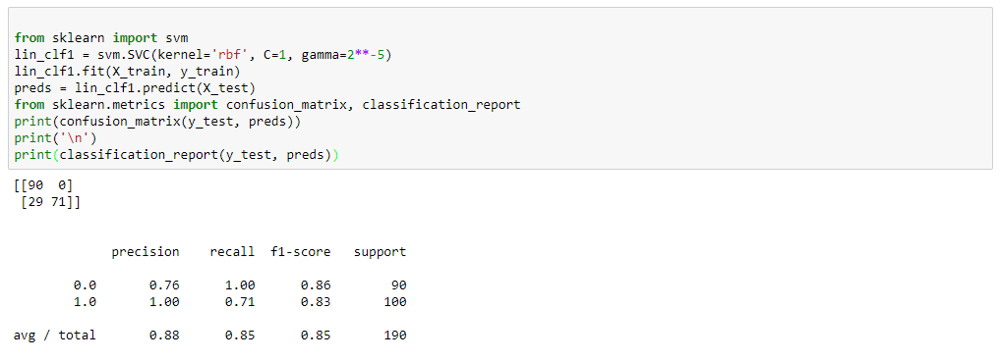 from sklearn import svm
lin_clf1 = svm.SVC(kernel='rbf', C=1, gamma=2**-5)
lin_clf1.fit(X_train, y_train)
preds = lin_clf1.predict(X_test)
from sklearn.metrics import confusion_matrix, classification_report
print(confusion_matrix(y_test, preds))
print('\n')
print(classification_report(y_test, preds))
[[90  0]
 [29 71]]
             precision    recall  f1-score   support
        0.0       0.76      1.00      0.86        90
        1.0       1.00      0.71      0.83       100
avg / total       0.88      0.85      0.85       190